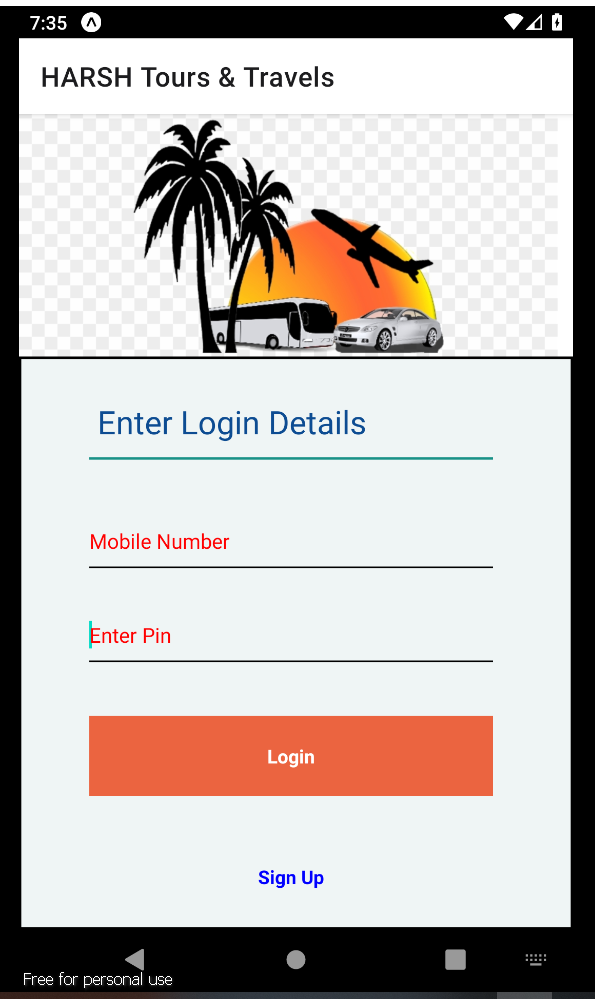 7:35
HARSH Tours & Travels
Enter Login Details
Mobile Number
Enter Pin
Login
Sign Up
Free for personal use